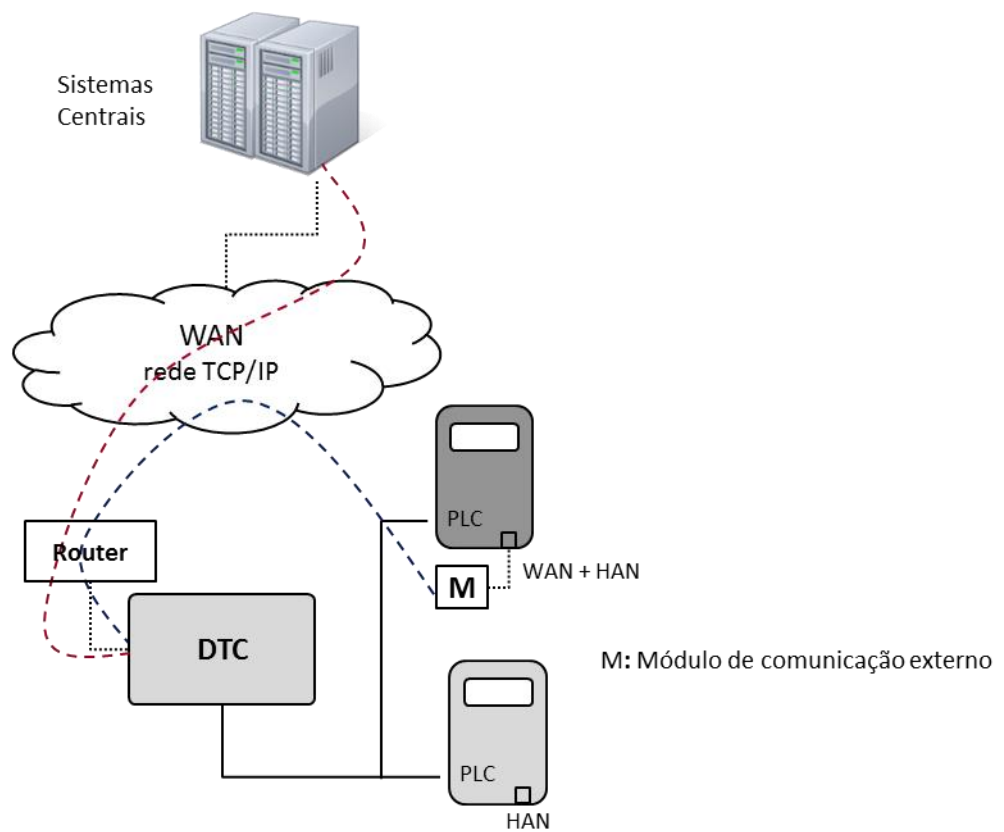 Sistemas
Centrais
WAN
rede TCP/IP
PLC
Router
WAN + HAN
M
DTC
M: Módulo de comunicação externo
PLC
HAN